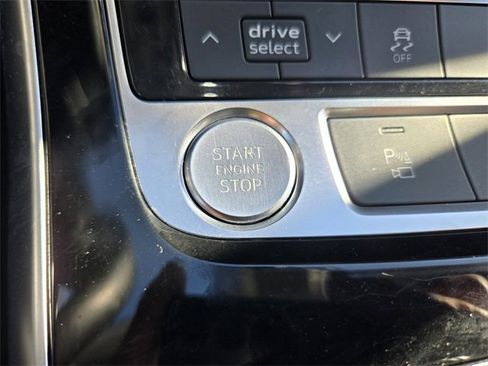 drive
select
OFF
START
ENGINE
STOP
P